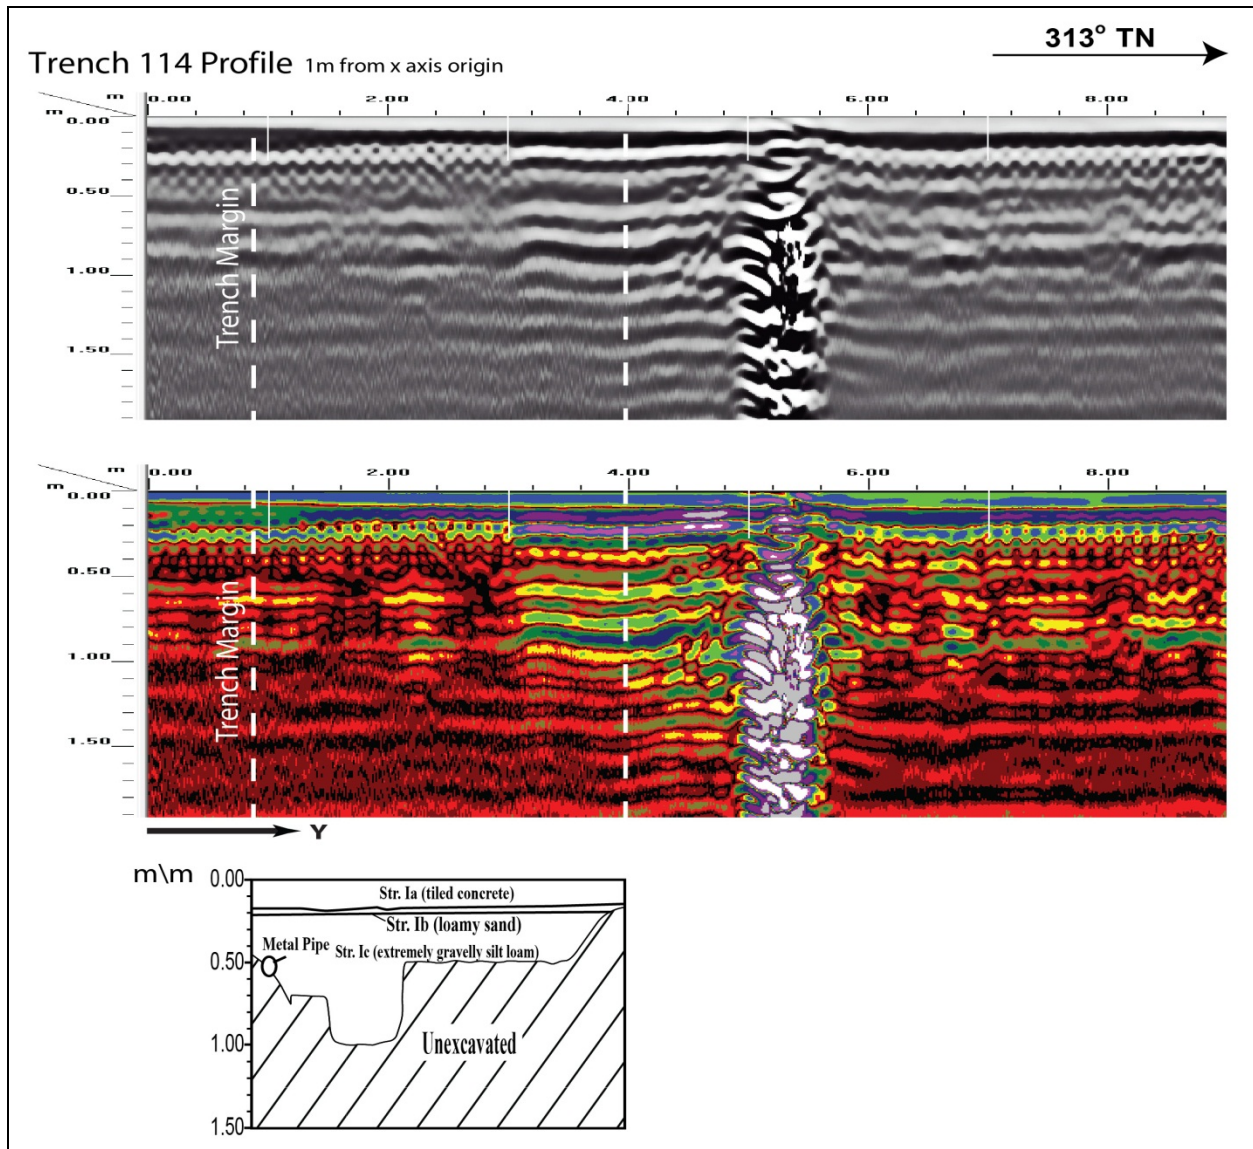 313° TN
Trench 114 Profile 1m from x axis origin
m 0.00 2.00 4.00 6.00 8.00
m 0.00
0.50
1.00
1.50
Trench Margin
m 0.00 2.00 4.00 6.00 8.00
m 0.00
0.50
1.00
1.50
Trench Margin
Y
m\m 0.00
Str. Ia (tiled concrete)
Str. Ib (loamy sand)
Metal Pipe
Str. Ic (extremely gravelly silt loam)
0.50
1.00
Unexcavated
1.50